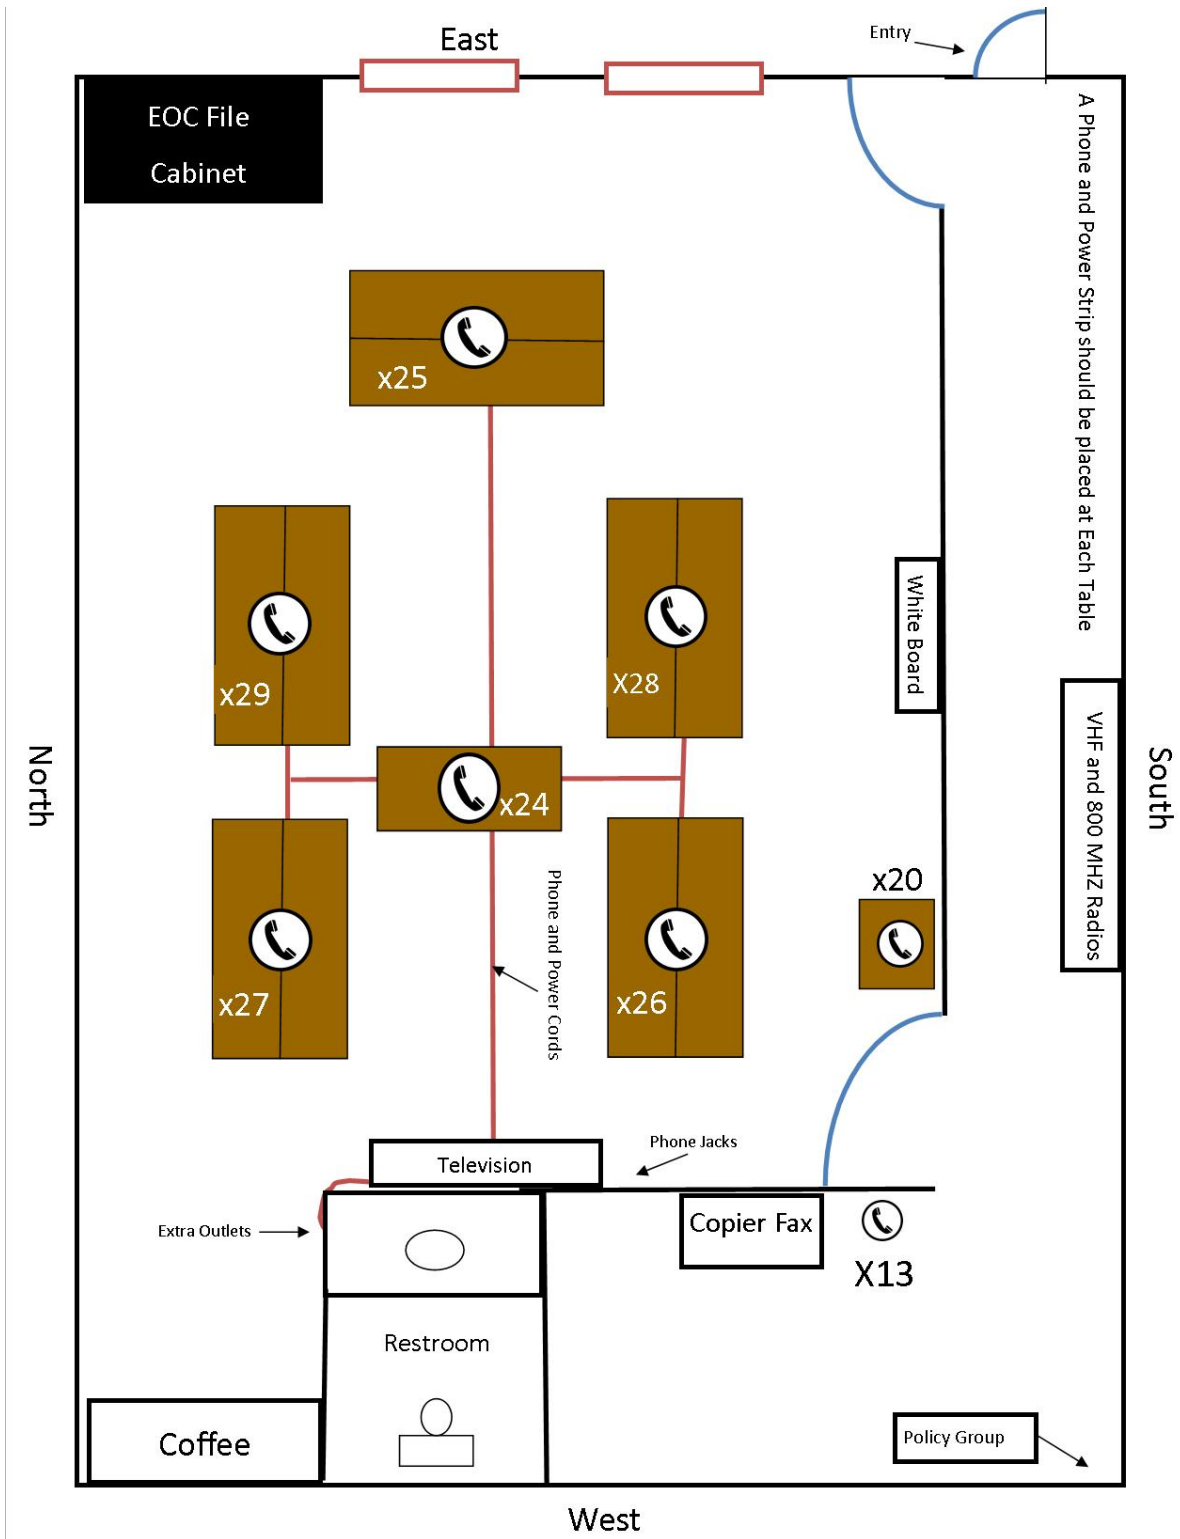 East
Entry
EOC File
Cabinet
A Phone and Power Strip should be placed at Each Table
x25
x29
X28
White Board
North
South
x24
VHF and 800 MHZ Radios
x20
Phone and Power Cords
x27
x26
Phone Jacks
Television
Extra Outlets
Copier Fax
X13
Restroom
Coffee
Policy Group
West